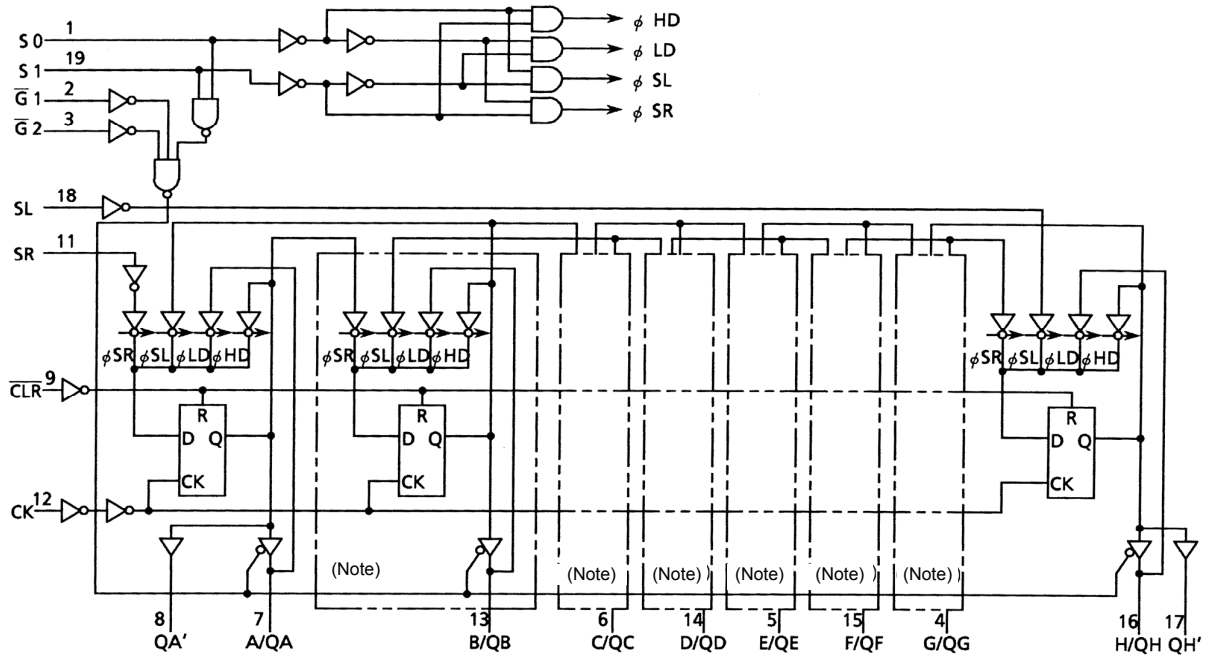 S0 1
S1 19
G̅1 2
G̅2 3
ϕ HD
ϕ LD
ϕ SL
ϕ SR
SL 18
SR 11
ϕSR ϕSL ϕLD ϕHD
ϕSR ϕSL ϕLD ϕHD
ϕSR ϕSL ϕLD ϕHD
C̅L̅R̅ 9
R
D Q
CK
R
D Q
CK
R
D Q
CK
CK 12
(Note)
(Note)
(Note) )
(Note)
(Note) )
(Note) )
8 7 13 6 14 5 15 4 16 17
QA′ A/QA B/QB C/QC D/QD E/QE F/QF G/QG H/QH QH′